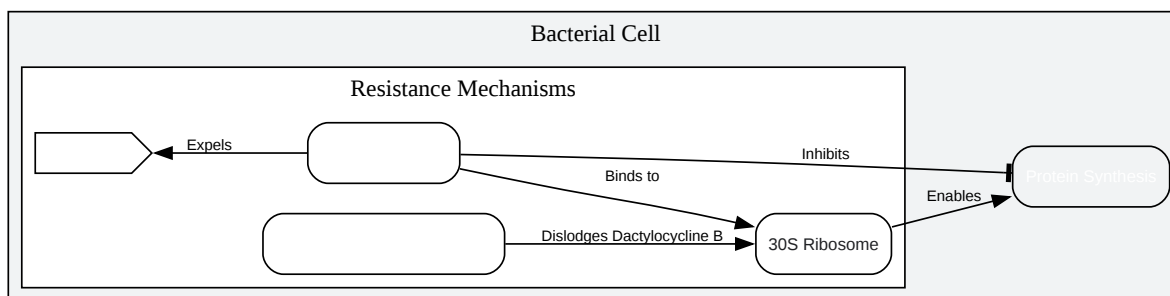 Bacterial Cell
Resistance Mechanisms
Expels
Inhibits
Binds to
Protein Synthesis
Enables
Dislodges Dactylocycline B
30S Ribosome